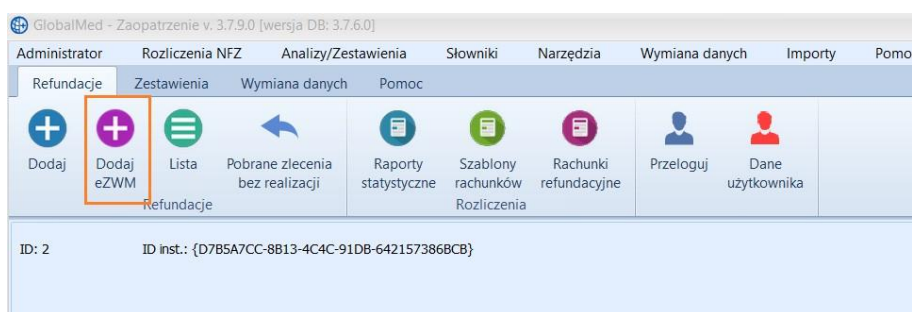 GlobalMed - Zaopatrzenie v. 3.7.9.0 [wersja DB: 3.7.6.0]
Administrator Rozliczenia NFZ Analizy/Zestawienia Słowniki Narzędzia Wymiana danych Importy Pomo
Refundacje Zestawienia Wymiana danych Pomoc
Dodaj Dodaj Lista Pobrane zlecenia Raporty Szablony Rachunki Przeloguj Dane
eZWM bez realizacji statystyczne rachunków refundacyjne użytkownika
Refundacje Rozliczenia
ID: 2 ID inst.: {D7B5A7CC-8B13-4C4C-91DB-642157386BCB}